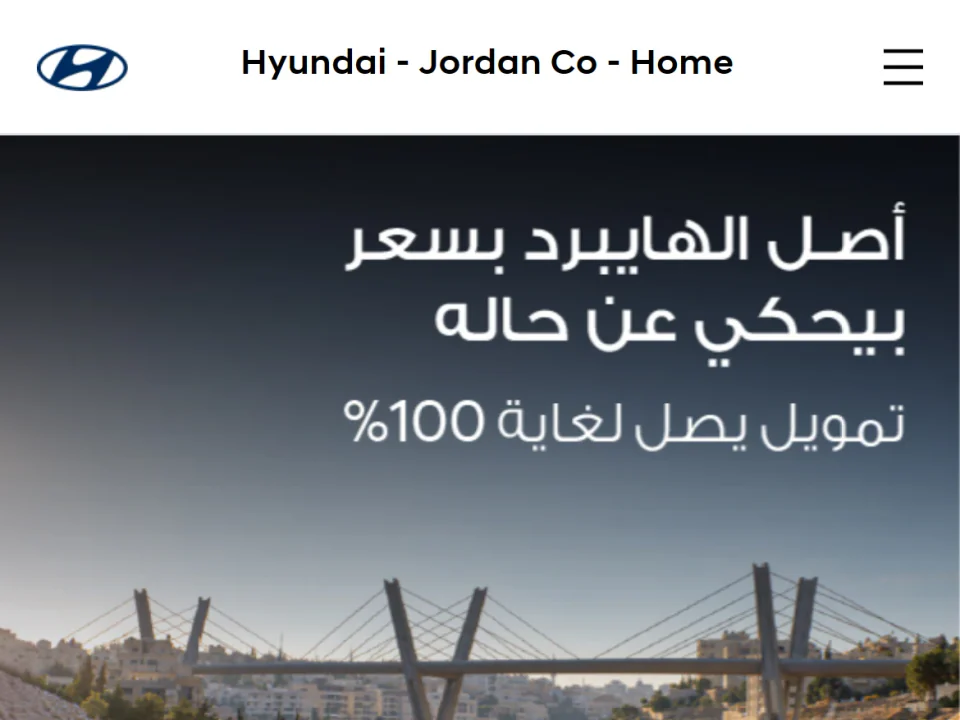 Hyundai - Jordan Co - Home
أصل الهايبرد بسعر
بيحكي عن حاله
تمويل يصل لغاية 100%